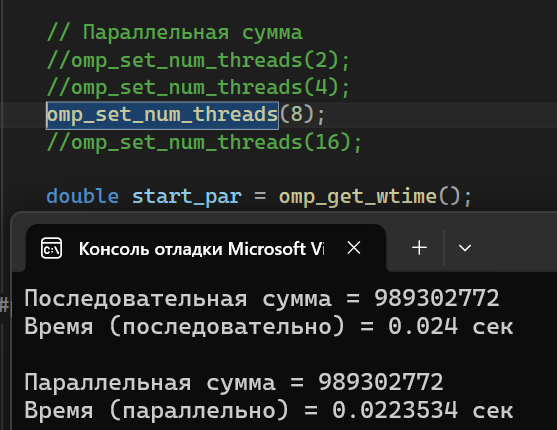 // Параллельная сумма
//omp_set_num_threads(2);
//omp_set_num_threads(4);
omp_set_num_threads(8);
//omp_set_num_threads(16);
double start_par = omp_get_wtime();
Консоль отладки Microsoft Vi
#
Последовательная сумма = 989302772
Время (последовательно) = 0.024 сек
Параллельная сумма = 989302772
Время (параллельно) = 0.0223534 сек